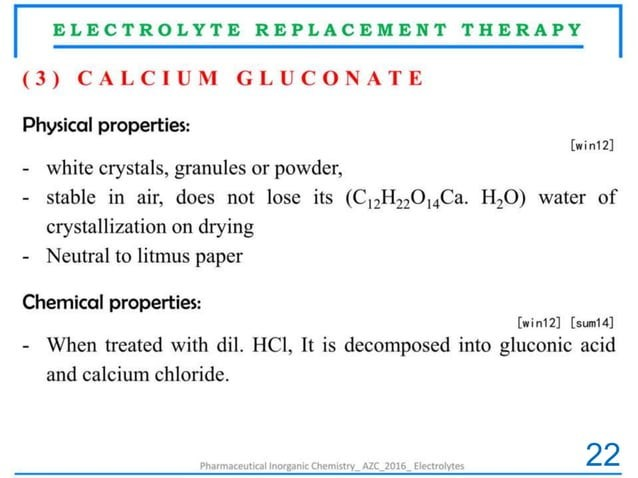 ELECTROLYTE REPLACEMENT THERAPY
(3) CALCIUM GLUCONATE
Physical properties:
[win12]
- white crystals, granules or powder,
- stable in air, does not lose its (C₁₂H₂₂O₁₄Ca. H₂O) water of
crystallization on drying
- Neutral to litmus paper
Chemical properties:
[win12] [sum14]
- When treated with dil. HCl, It is decomposed into gluconic acid
and calcium chloride.
Pharmaceutical Inorganic Chemistry_ AZC_2016_ Electrolytes
22